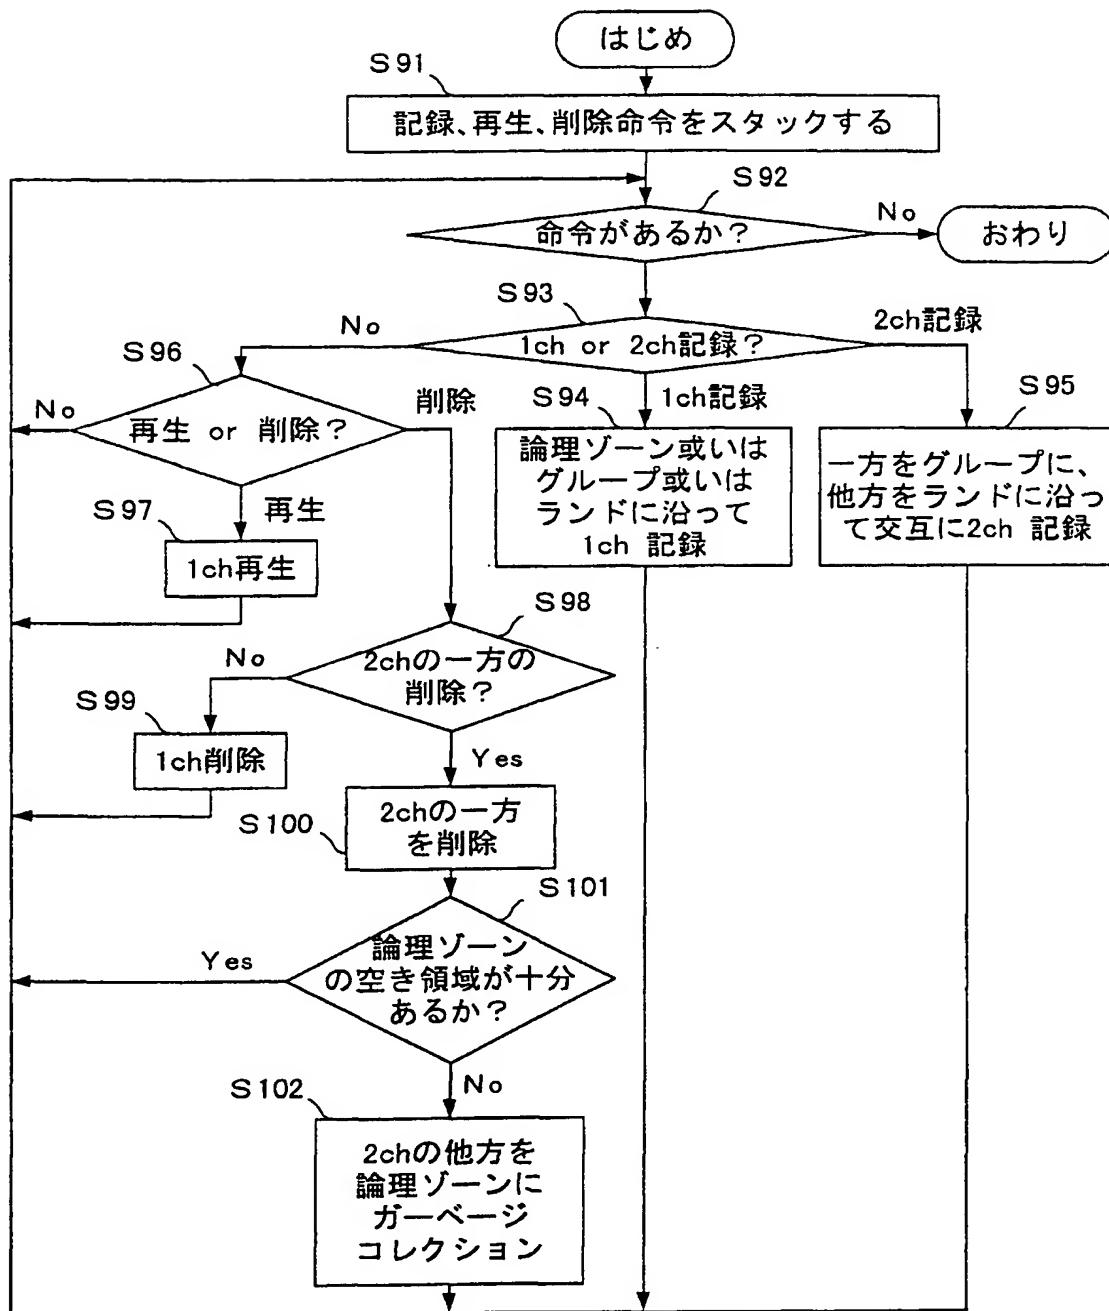 はじめ
S91
記録、再生、削除命令をスタックする
S92
命令があるか?
No
おわり
S93
No
1ch or 2ch記録?
2ch記録
S96
No
再生 or 削除?
削除
S94
1ch記録
S95
論理ゾーン或いは
グループ或いは
ランドに沿って
1ch 記録
一方をグループに、
他方をランドに沿っ
て交互に2ch 記録
S97
再生
1ch再生
S98
No
2chの一方の
削除?
S99
1ch削除
Yes
S100
2chの一方
を削除
S101
Yes
論理ゾーン
の空き領域が十分
あるか?
No
S102
2chの他方を
論理ゾーンに
ガーベージ
コレクション